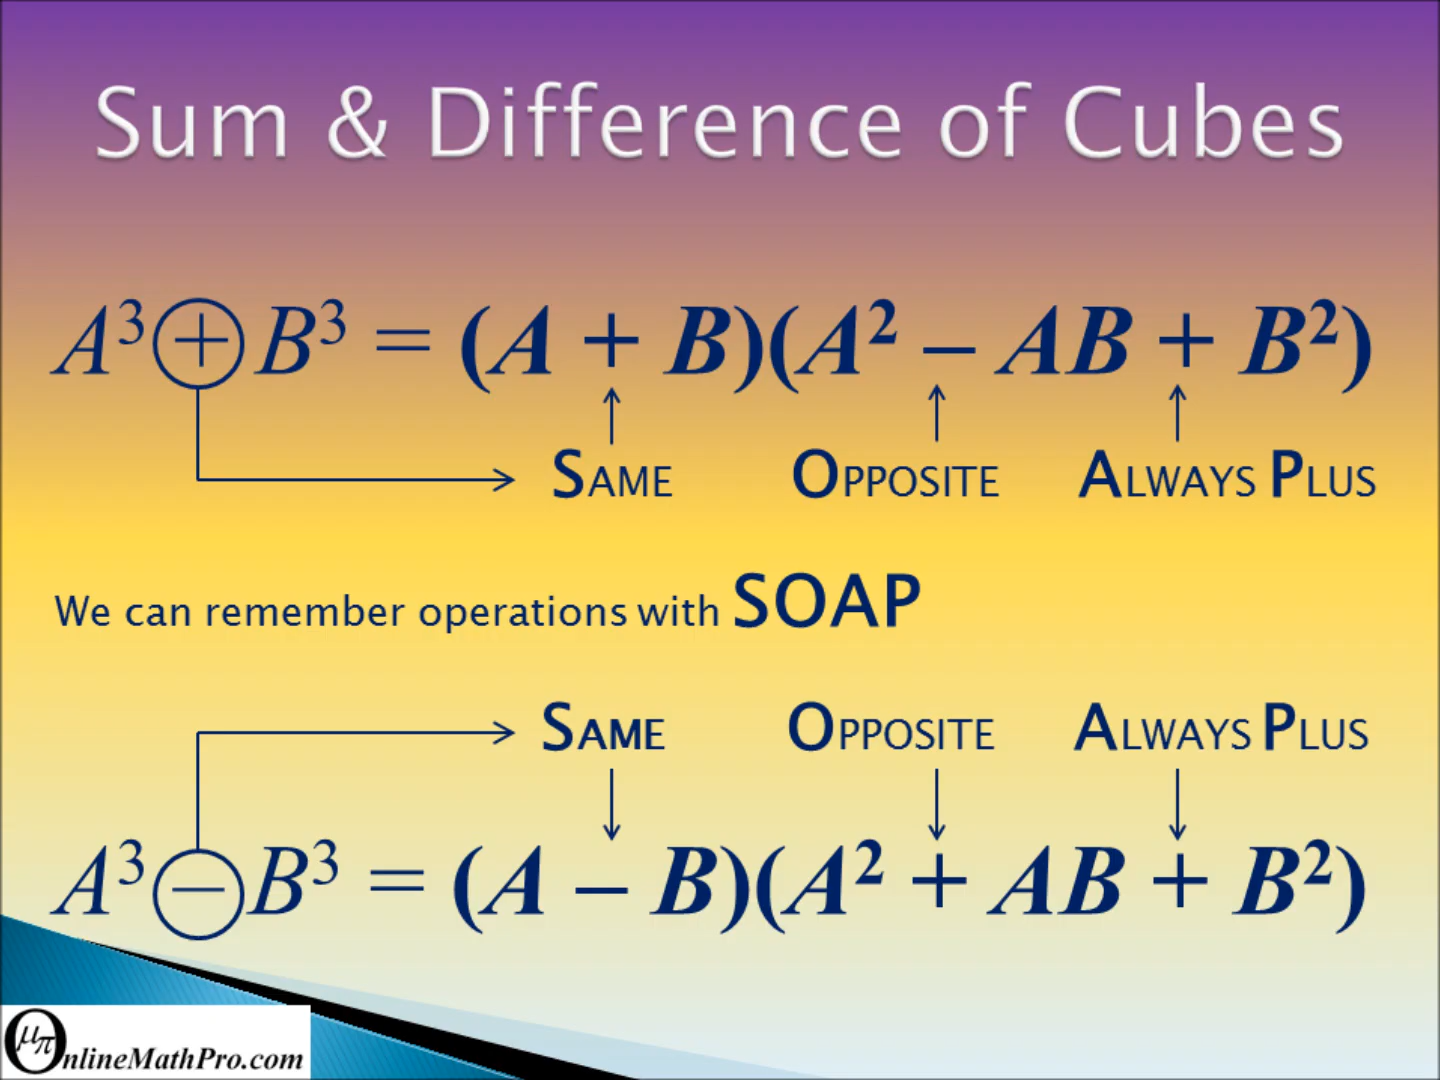 Sum & Difference of Cubes
A³ + B³ = (A + B)(A² – AB + B²)
SAME OPPOSITE ALWAYS PLUS
We can remember operations with SOAP
SAME OPPOSITE ALWAYS PLUS
A³ – B³ = (A – B)(A² + AB + B²)
OnlineMathPro.com
μπ